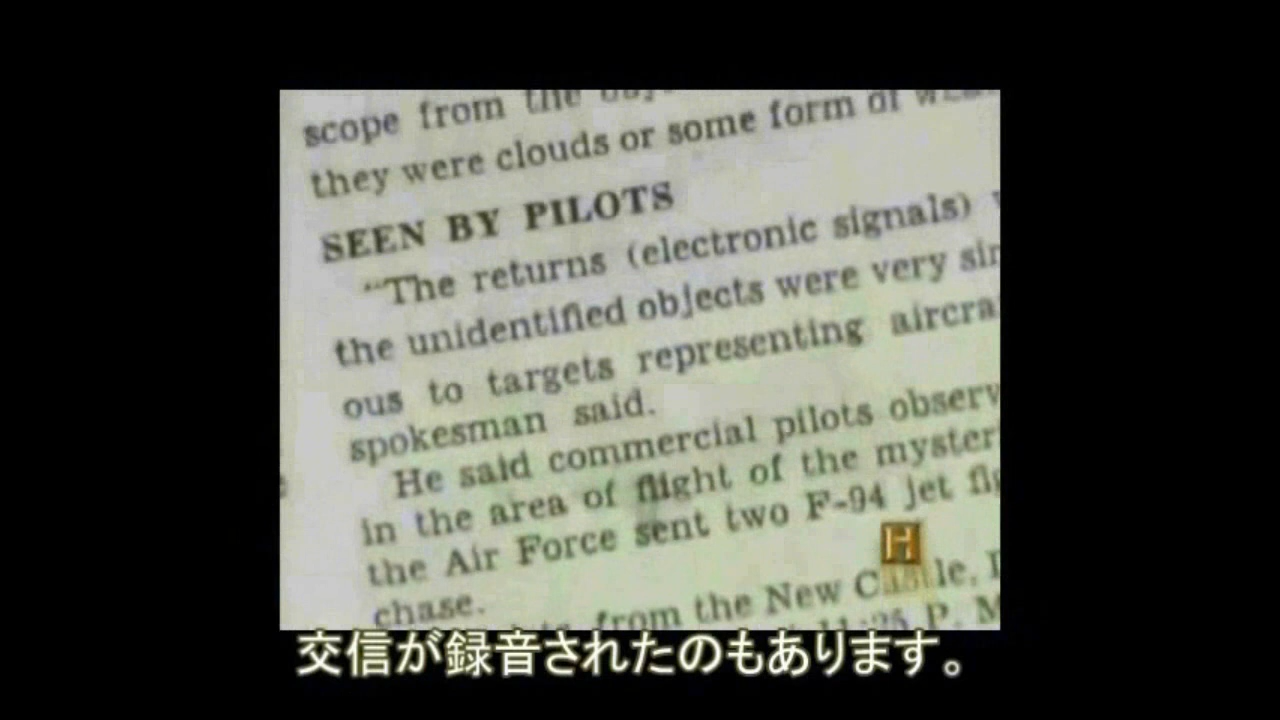 scope from the
they were clouds or some form of
SEEN BY PILOTS
"The returns (electronic signals)
the unidentified objects were very
ous to targets representing
spokesman said.
He said commercial pilots
in the area of flight of the
the Air Force sent two F-94 jet
chase.
from the New
P. M
H
交信が録音されたのもあります。